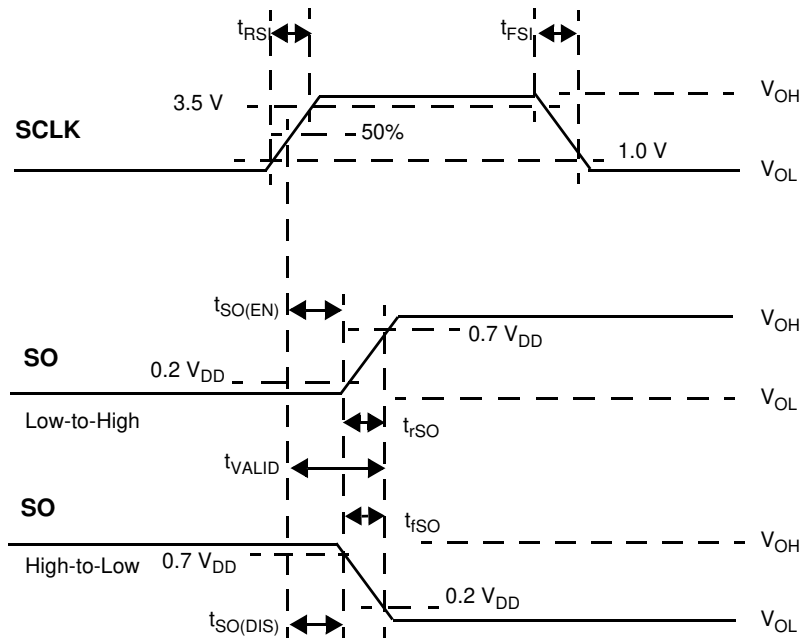 tRSI
tFSI
3.5 V
VOH
SCLK
50%
1.0 V
VOL
tSO(EN)
VOH
0.7 VDD
SO
0.2 VDD
VOL
Low-to-High
trSO
tVALID
SO
tfSO
VOH
High-to-Low
0.7 VDD
0.2 VDD
tSO(DIS)
VOL